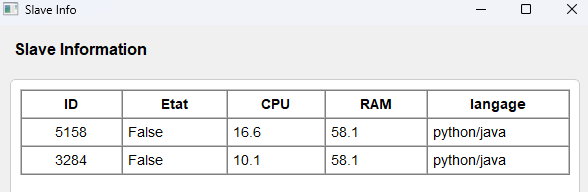 Slave Info
Slave Information
ID Etat CPU RAM langage
5158 False 16.6 58.1 python/java
3284 False 10.1 58.1 python/java